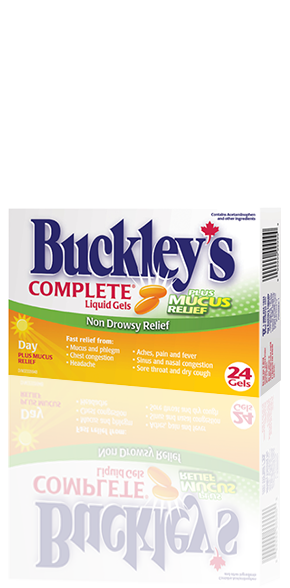 Contains Acetaminophen
and other ingredients
Buckley's
COMPLETE®
Liquid Gels
PLUS
MUCUS
RELIEF
Non Drowsy Relief
Day
PLUS MUCUS
RELIEF
Fast relief from:
• Mucus and phlegm
• Chest congestion
• Headache
• Aches, pain and fever
• Sinus and nasal congestion
• Sore throat and dry cough
24
Gels